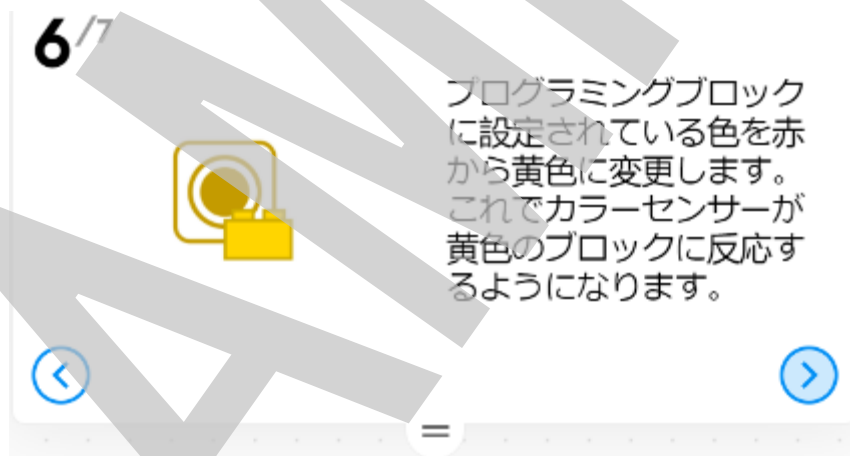 6/7
プログラミングブロック
に設定されている色を赤
から黄色に変更します。
これでカラーセンサーが
黄色のブロックに反応す
るようになります。